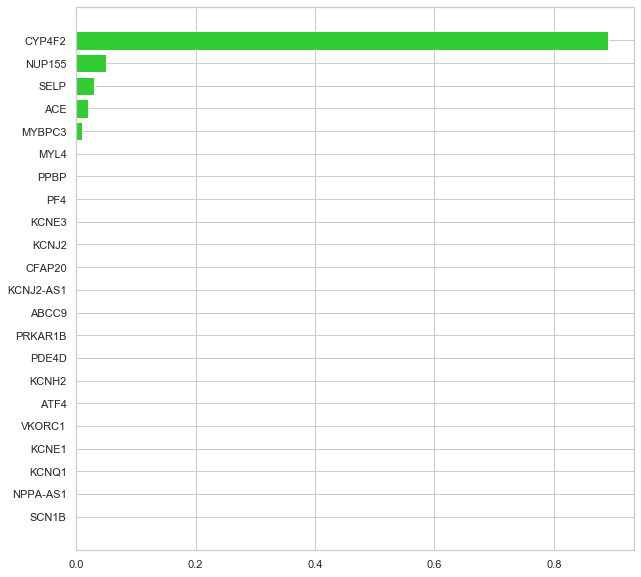 CYP4F2
NUP155
SELP
ACE
MYBPC3
MYL4
PPBP
PF4
KCNE3
KCNJ2
CFAP20
KCNJ2-AS1
ABCC9
PRKAR1B
PDE4D
KCNH2
ATF4
VKORC1
KCNE1
KCNQ1
NPPA-AS1
SCN1B
0.0 0.2 0.4 0.6 0.8